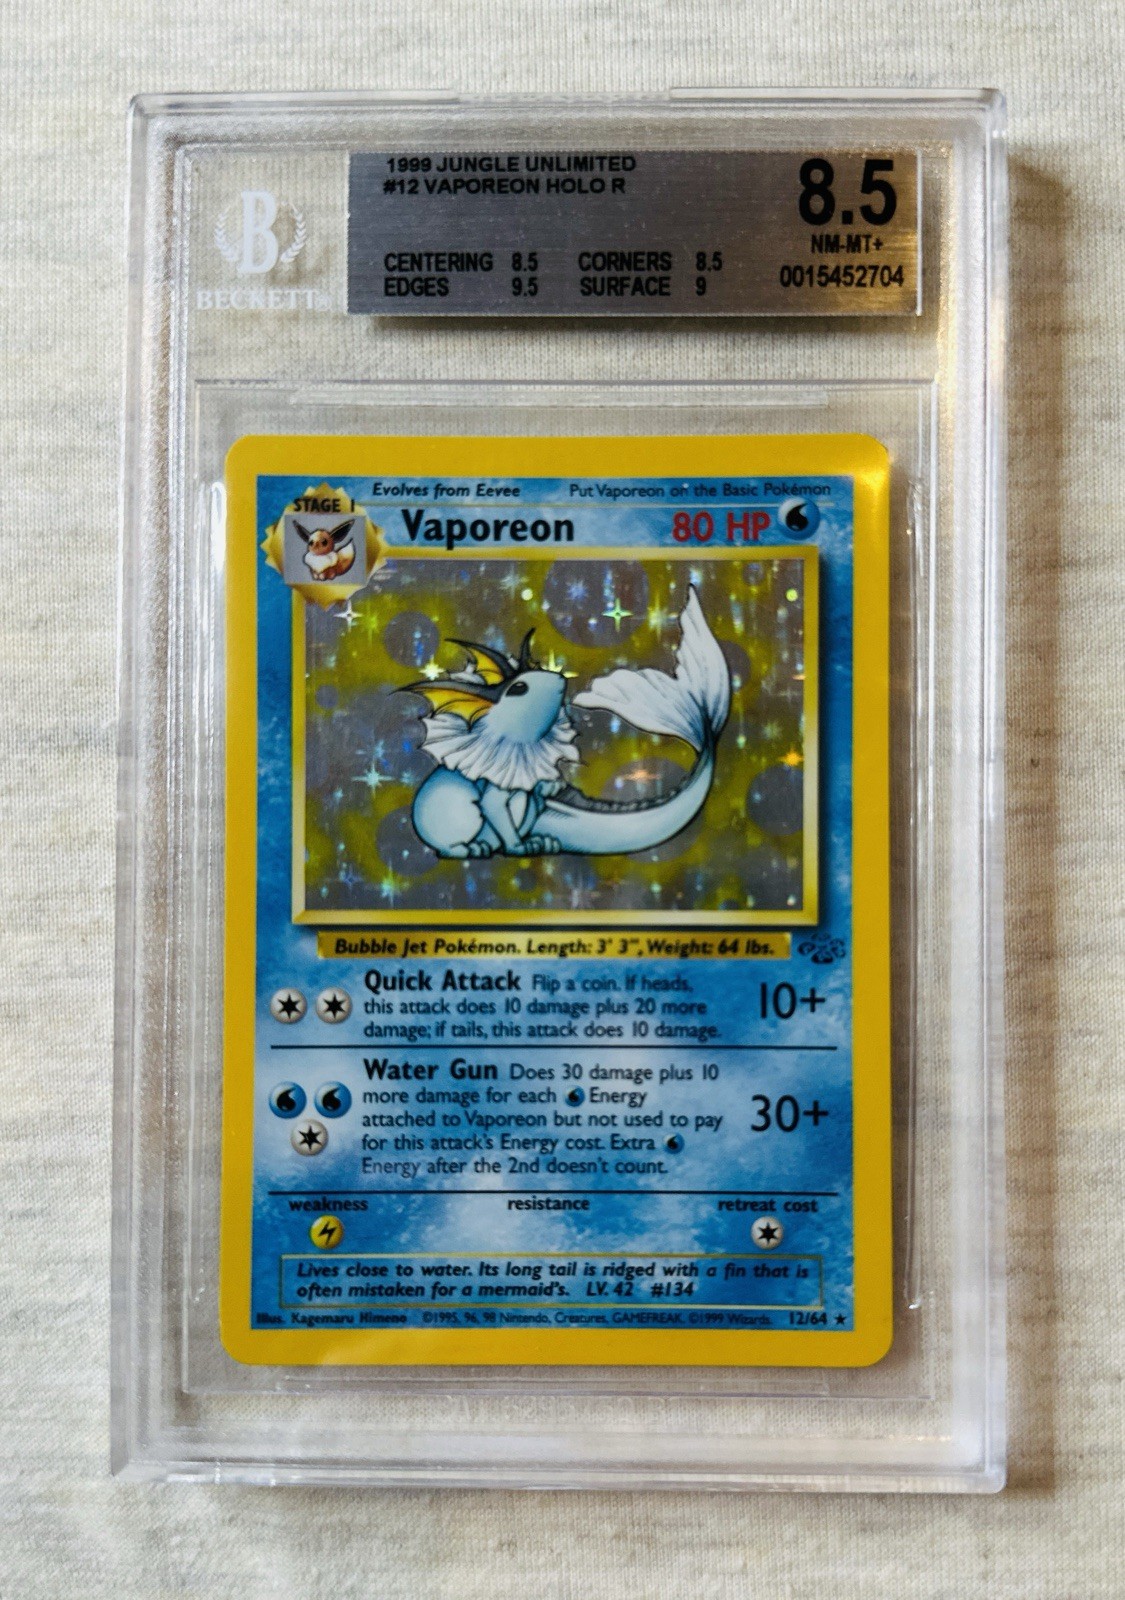 1999 JUNGLE UNLIMITED
#12 VAPOREON HOLO R
8.5
NM-MT+
CENTERING 8.5 CORNERS 8.5
EDGES 9.5 SURFACE 9
0015452704
B
BECKETT
Evolves from Eevee Put Vaporeon on the Basic Pokémon
STAGE 1
Vaporeon 80 HP
Bubble Jet Pokémon. Length: 3' 3", Weight: 64 lbs.
Quick Attack Flip a coin. If heads,
this attack does 10 damage plus 20 more
damage; if tails, this attack does 10 damage.
10+
Water Gun Does 30 damage plus 10
more damage for each Energy
attached to Vaporeon but not used to pay
for this attack's Energy cost. Extra
Energy after the 2nd doesn't count.
30+
weakness resistance retreat cost
Lives close to water. Its long tail is ridged with a fin that is
often mistaken for a mermaid's. LV. 42 #134
Illus. Kagemaru Himeno ©1995, 96, 98 Nintendo, Creatures, GAMEFREAK. ©1999 Wizards. 12/64 ★